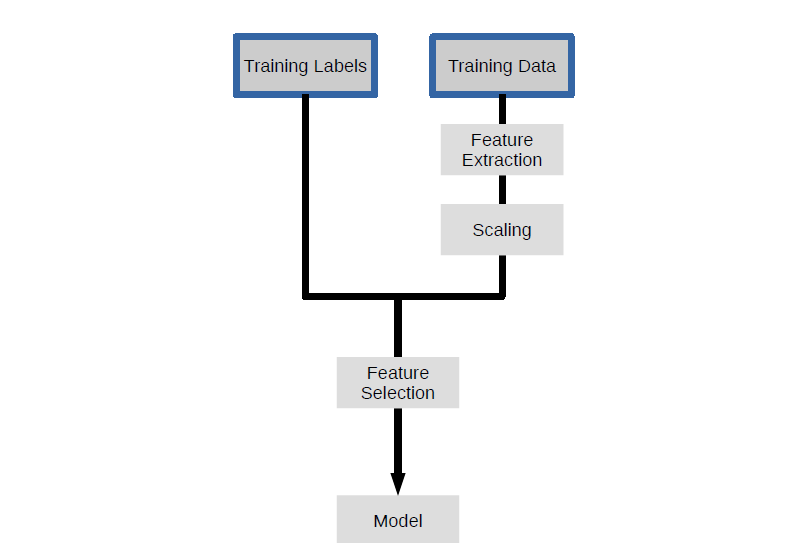 Training Labels
Training Data
Feature
Extraction
Scaling
Feature
Selection
Model